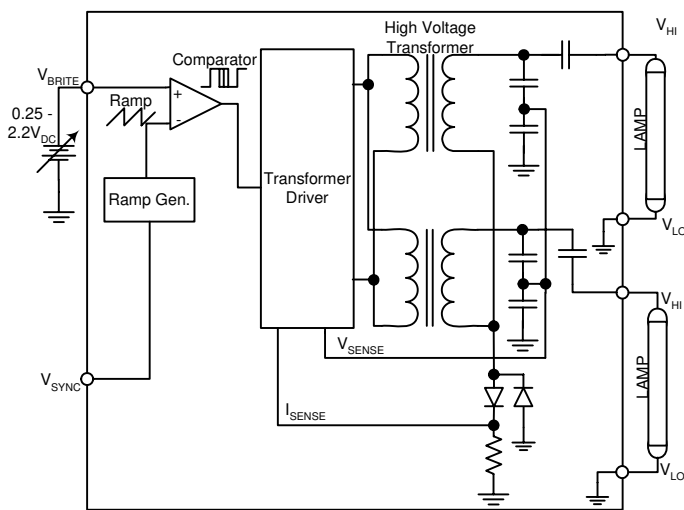 High Voltage
Transformer
V_HI
Comparator
V_BRITE
+
Ramp
-
0.25 -
2.2V_DC
LAMP
Ramp Gen.
Transformer
Driver
V_LO
V_HI
V_SENSE
V_SYNC
I_SENSE
LAMP
V_LO